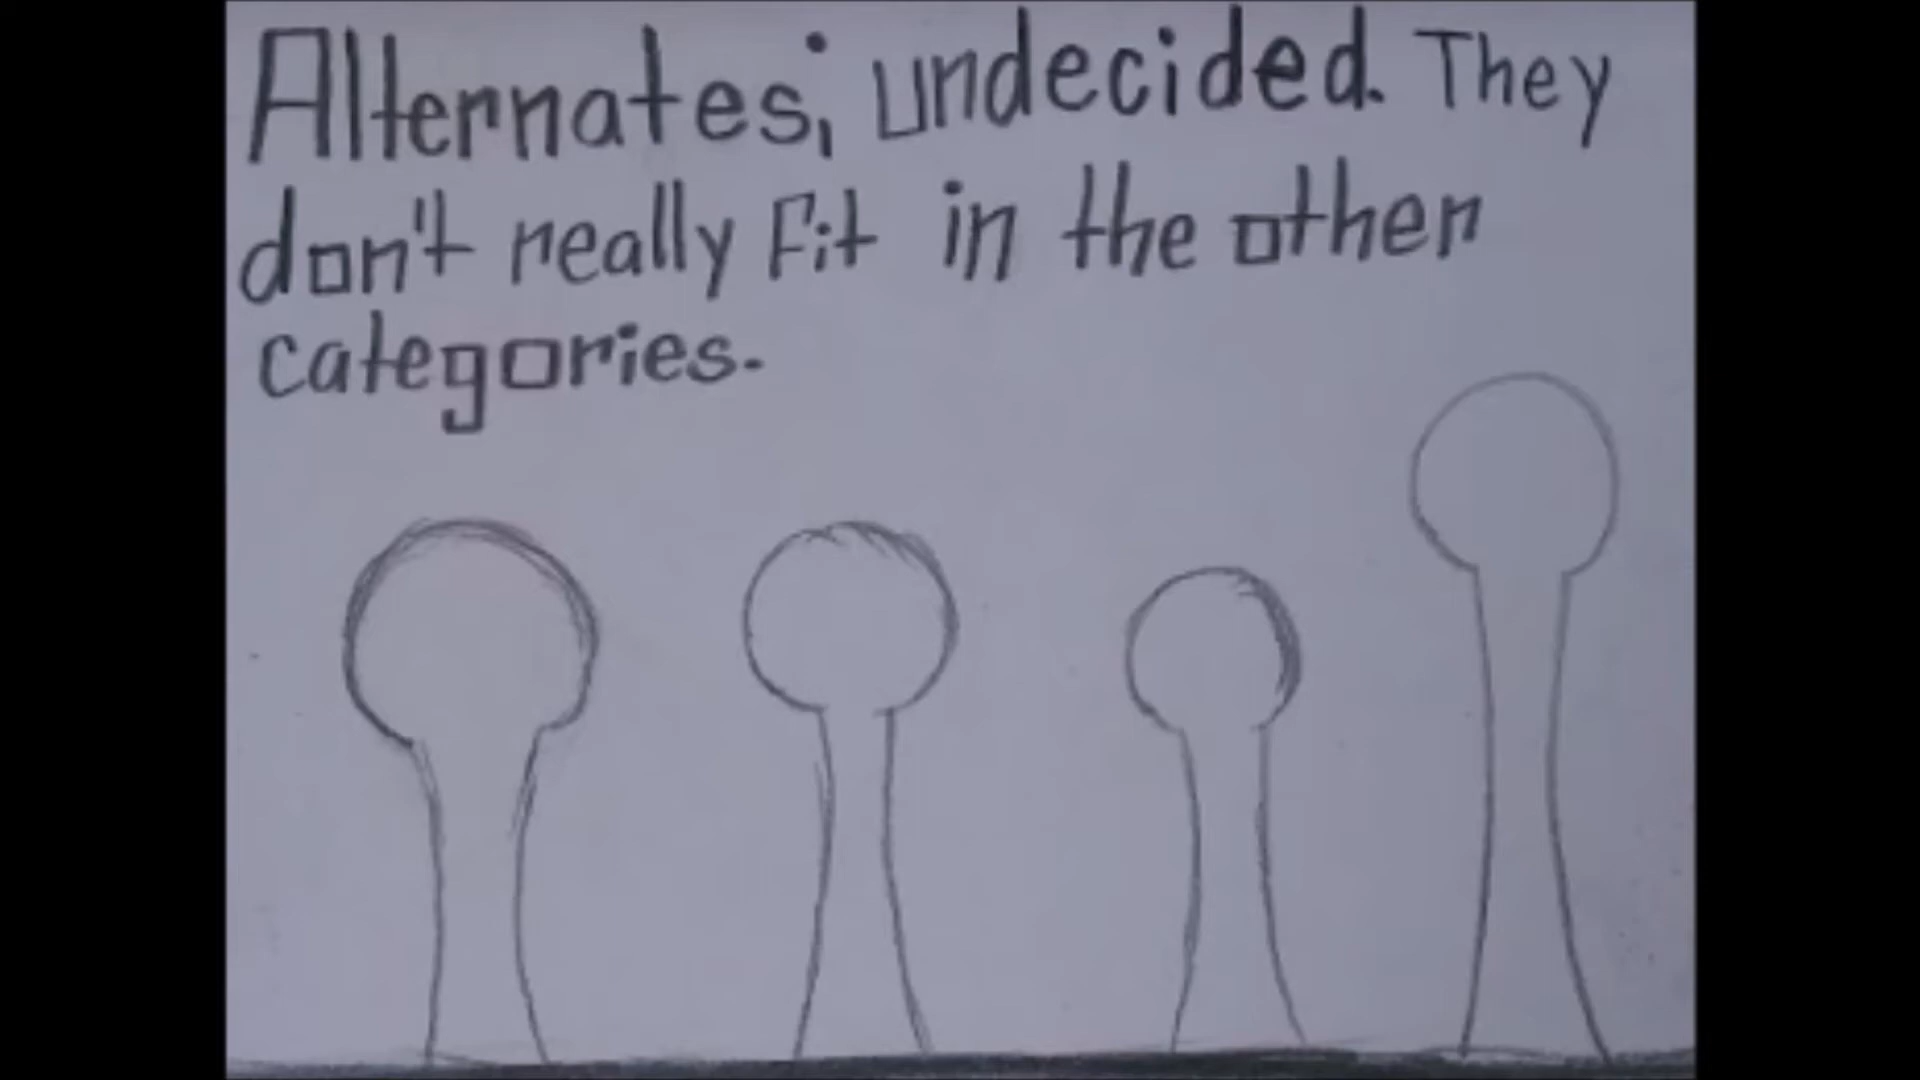 Alternates; undecided. They
don't really fit in the other
categories.